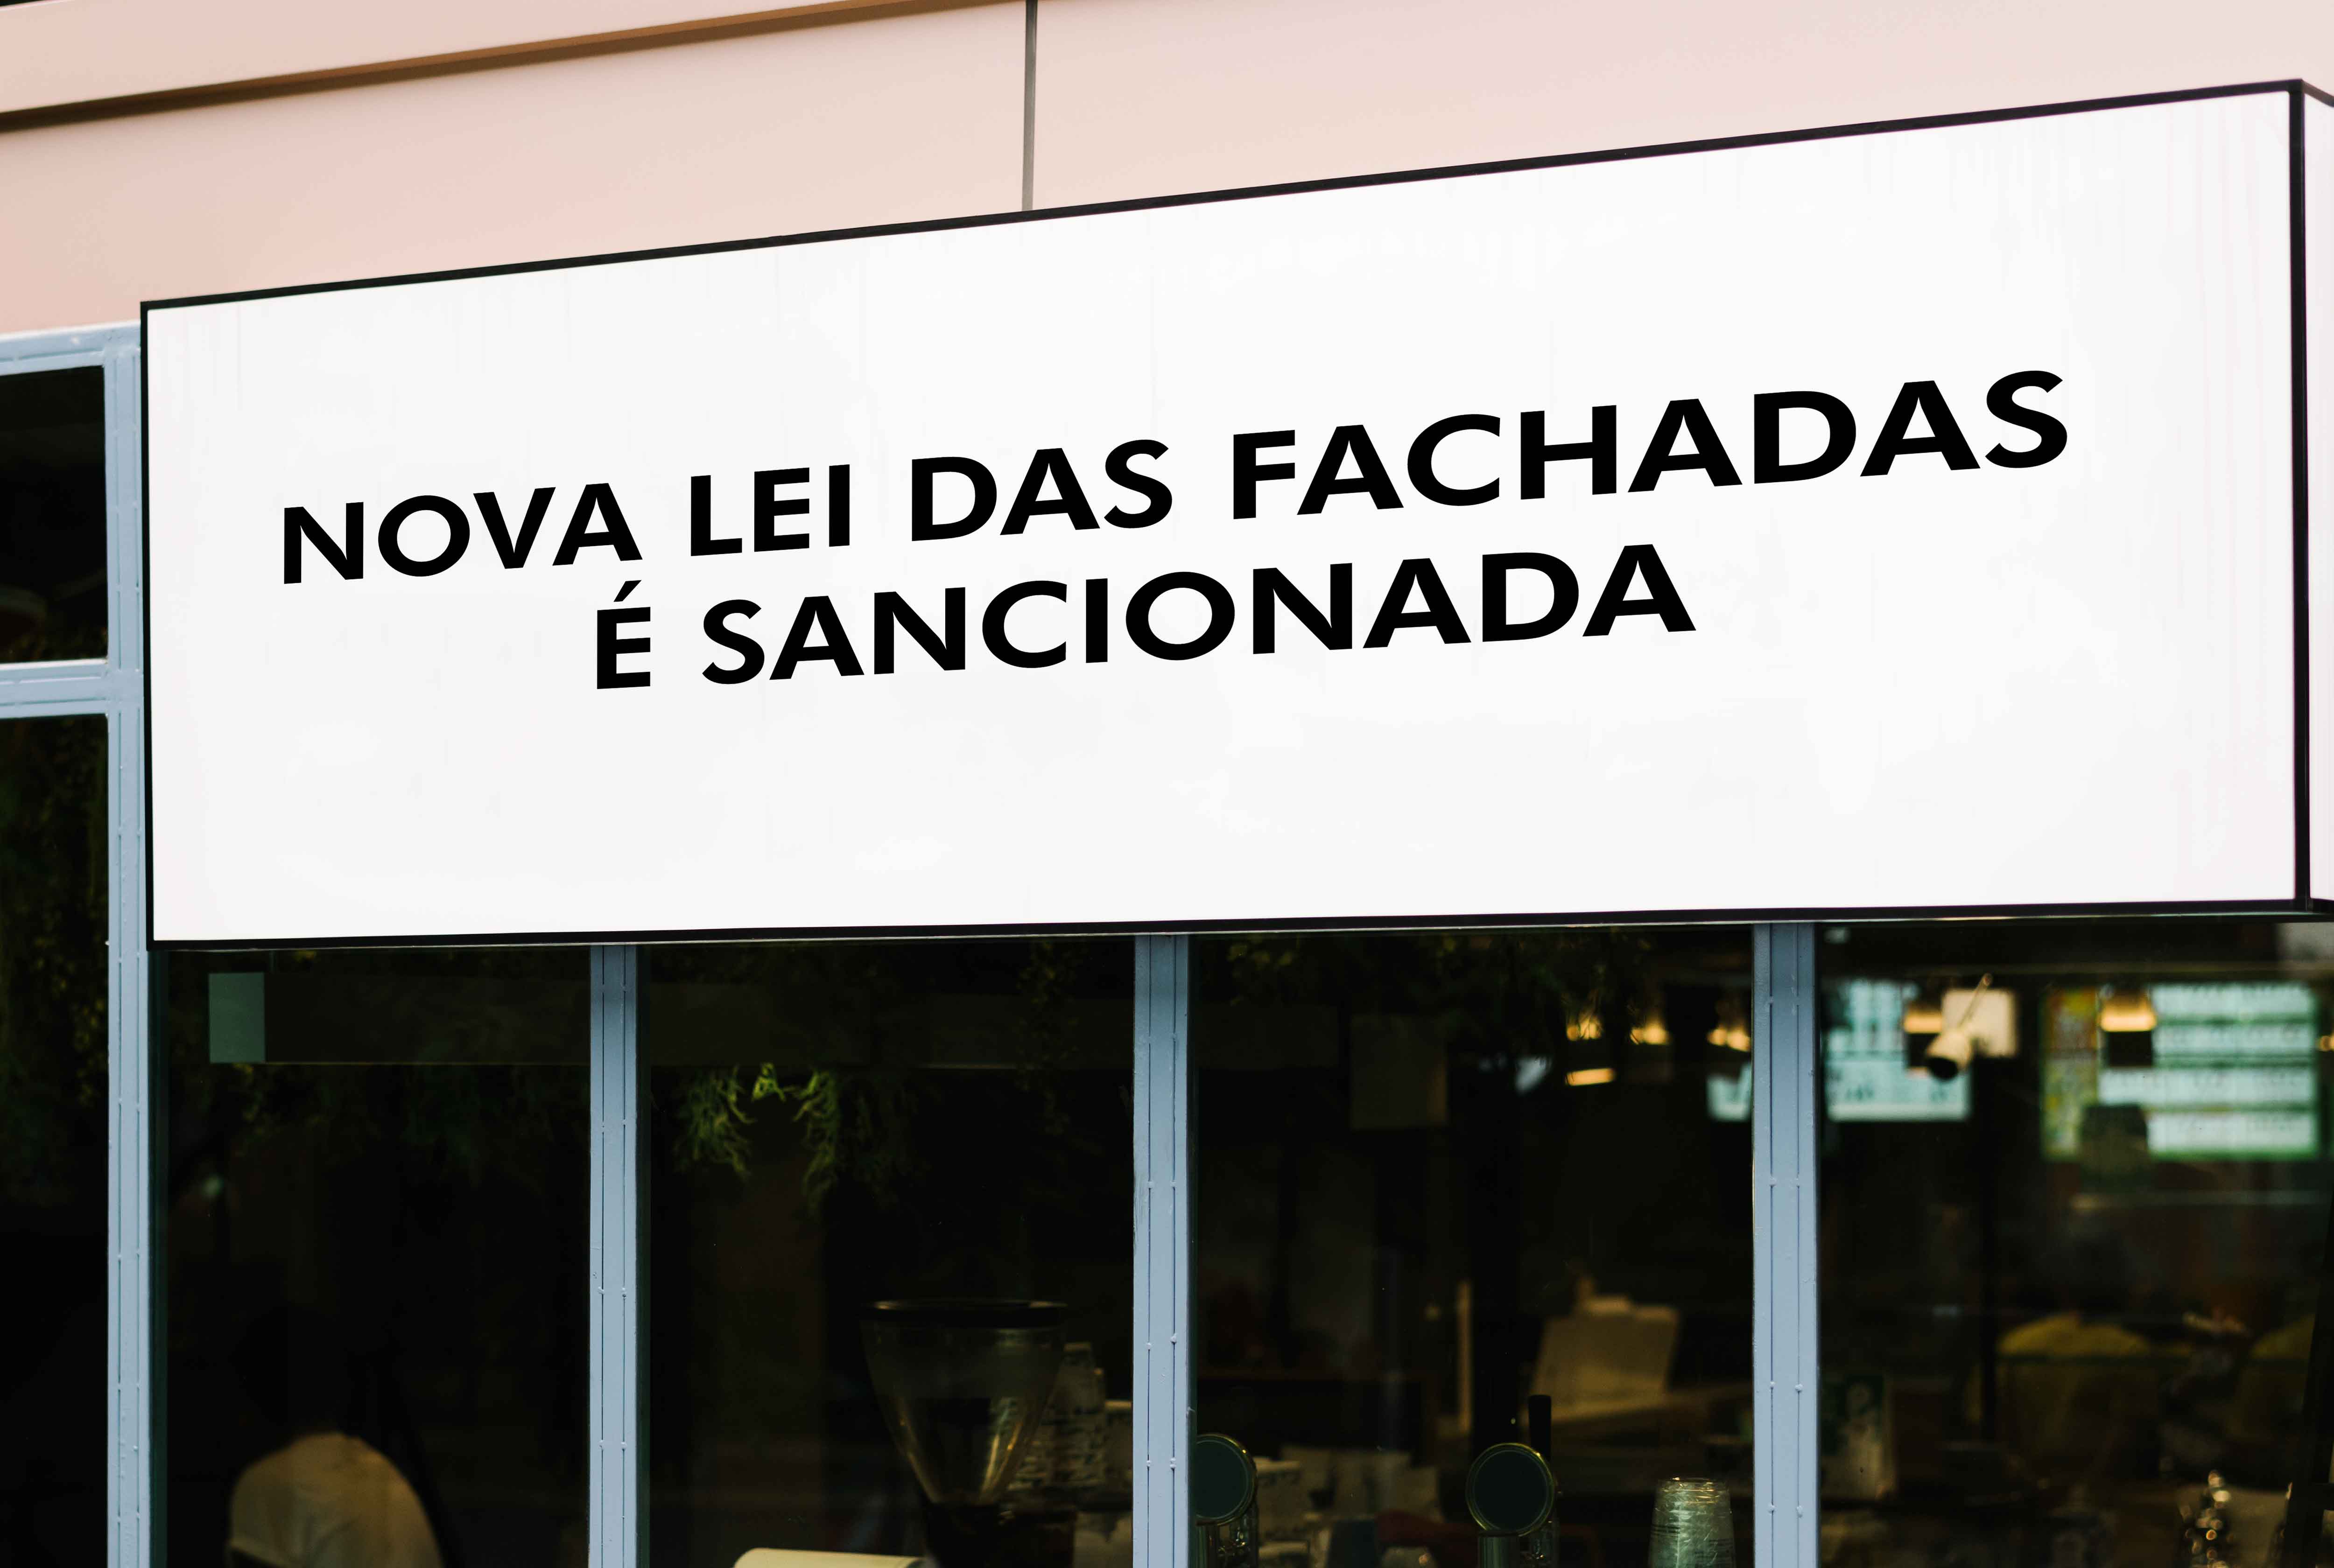 NOVA LEI DAS FACHADAS
É SANCIONADA